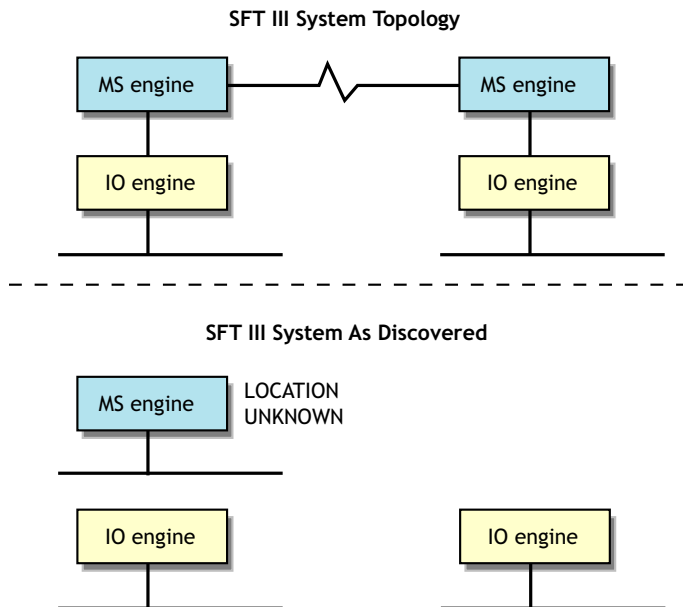 SFT III System Topology
MS engine
MS engine
IO engine
IO engine
SFT III System As Discovered
MS engine
LOCATION
UNKNOWN
IO engine
IO engine